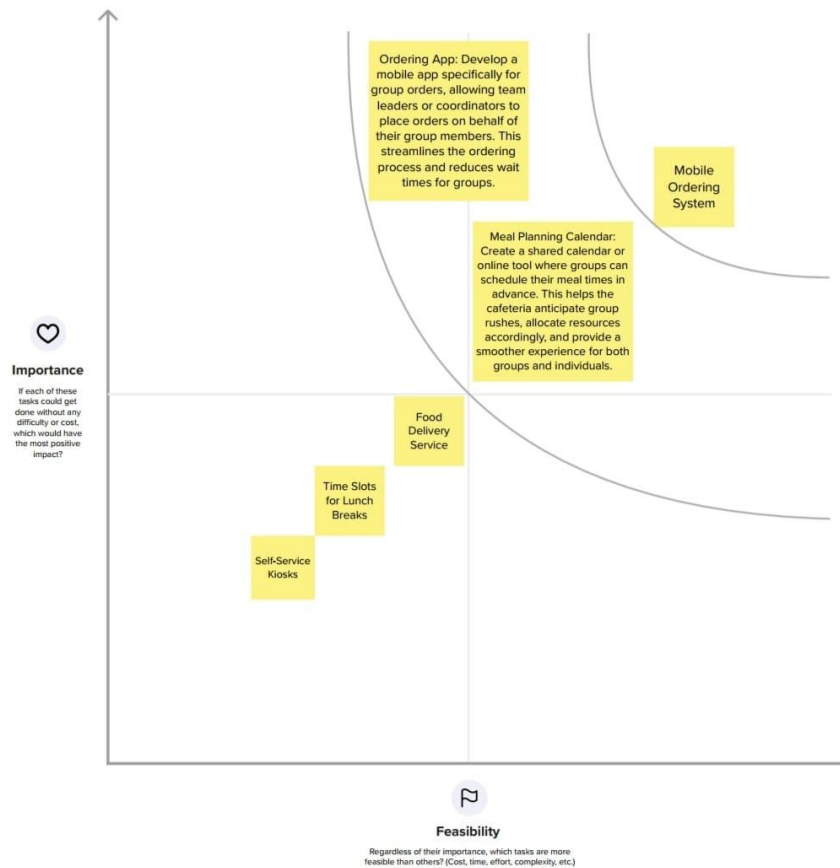 Ordering App: Develop a
mobile app specifically for
group orders, allowing team
leaders or coordinators to
place orders on behalf of
their group members. This
streamlines the ordering
process and reduces wait
times for groups.
Mobile
Ordering
System
Meal Planning Calendar:
Create a shared calendar or
online tool where groups can
schedule their meal times in
advance. This helps the
cafeteria anticipate group
rushes, allocate resources
accordingly, and provide a
smoother experience for both
groups and individuals.
Importance
If each of these
tasks could get
done without any
difficulty or cost,
which would have
the most positive
impact?
Food
Delivery
Service
Time Slots
for Lunch
Breaks
Self-Service
Kiosks
Feasibility
Regardless of their importance, which tasks are more
feasible than others? (Cost, time, effort, complexity, etc.)